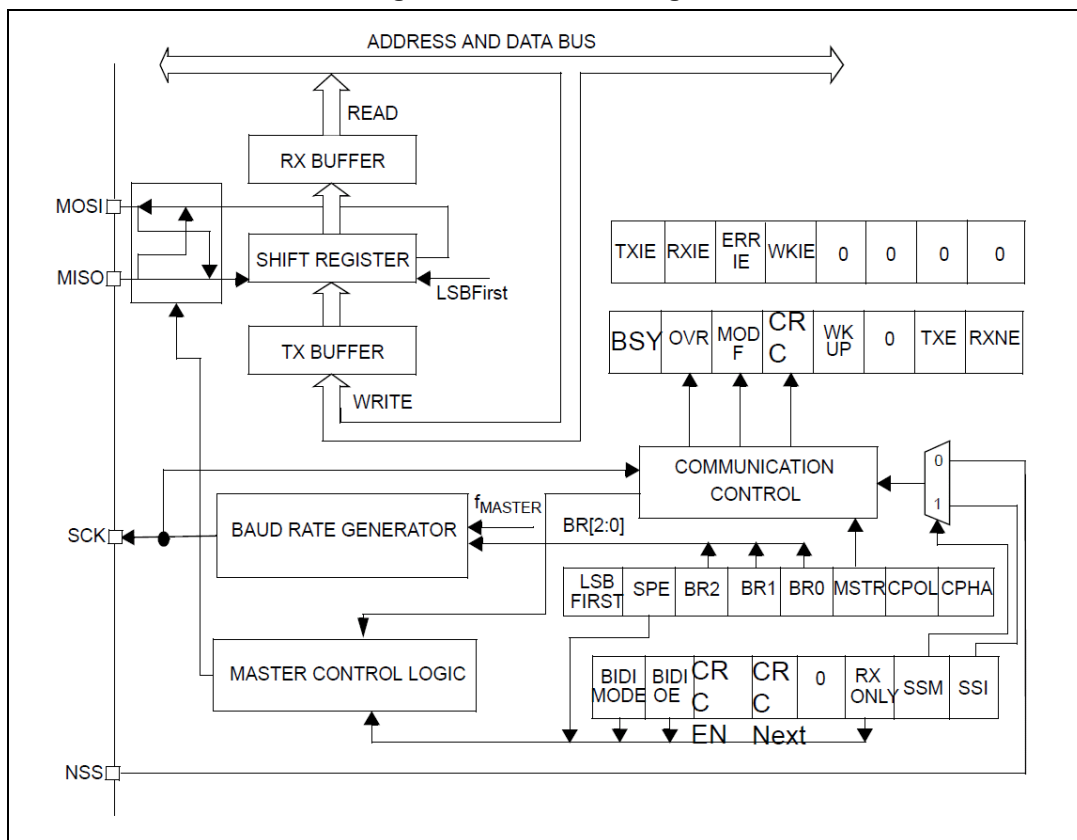 ADDRESS AND DATA BUS
READ
RX BUFFER
MOSI
SHIFT REGISTER
MISO
LSBFirst
TX BUFFER
WRITE
TXIE RXIE ERR IE WKIE 0 0 0 0
BSY OVR MOD F CR C WK UP 0 TXE RXNE
COMMUNICATION
CONTROL
0
1
fMASTER
SCK
BAUD RATE GENERATOR
BR[2:0]
LSB FIRST SPE BR2 BR1 BR0 MSTR CPOL CPHA
MASTER CONTROL LOGIC
BIDI MODE BIDI OE CR C EN CR C Next 0 RX ONLY SSM SSI
NSS